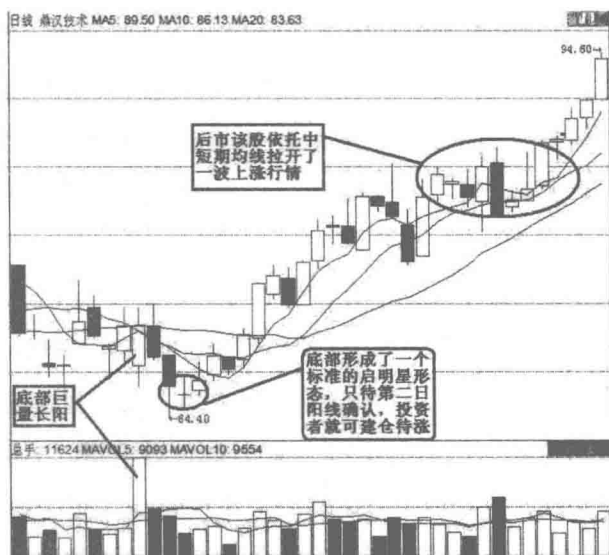 日线 鼎汉技术 MA5: 89.50 MA10: 86.13 MA20: 83.63
94.60
后市该股依托中
短期均线拉开了
一波上涨行情
底部形成了一个
标准的启明星形
态，只待第二日
阳线确认，投资
者就可建仓待涨
底部巨
量长阳
64.40
总手: 11624 MAVOL5: 9093 MAVOL10: 9554